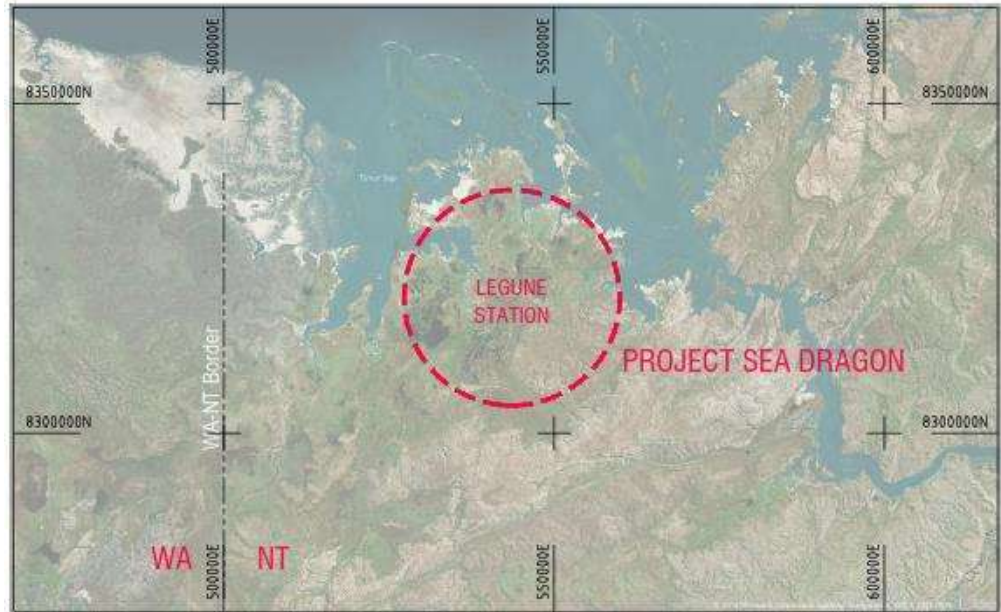 500000E
550000E
600000E
8350000N
8350000N
LEGUNE
STATION
PROJECT SEA DRAGON
WA-NT Border
8300000N
8300000N
WA
NT
500000E
550000E
600000E